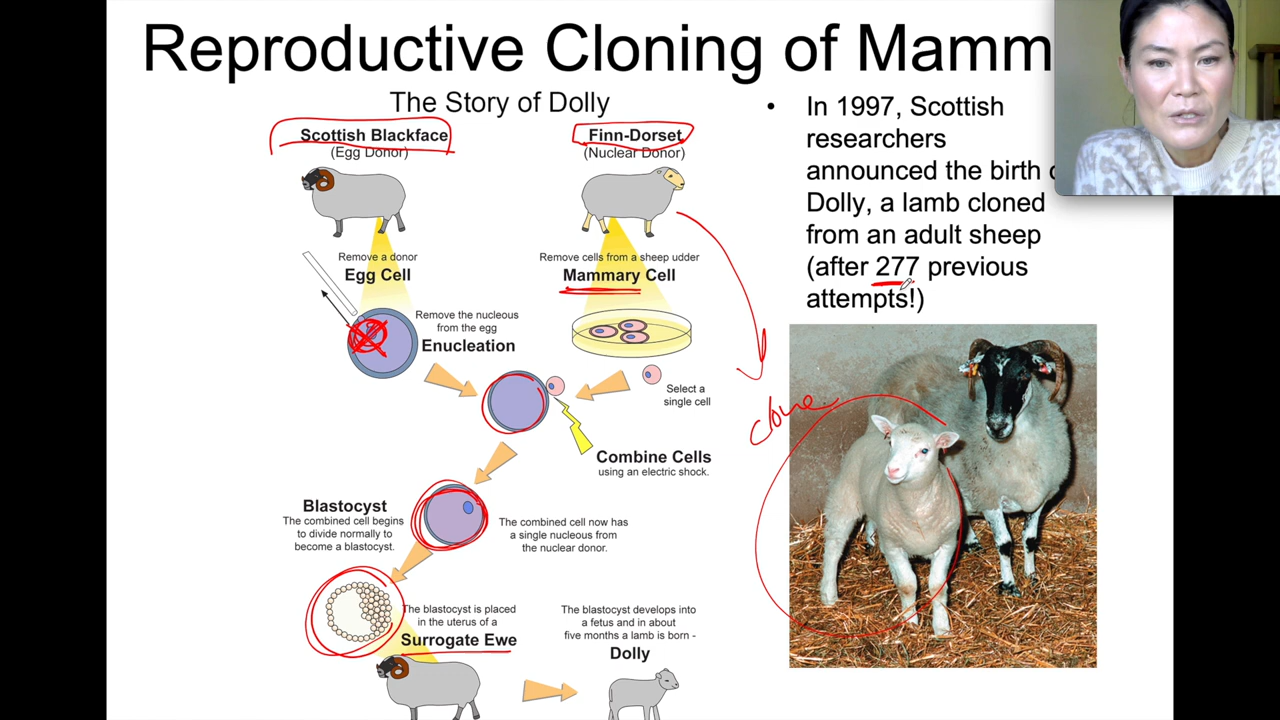 Reproductive Cloning of Mamm
The Story of Dolly
Scottish Blackface
(Egg Donor)
Finn-Dorset
(Nuclear Donor)
Remove a donor
Egg Cell
Remove cells from a sheep udder
Mammary Cell
Remove the nucleous
from the egg
Enucleation
Select a
single cell
Combine Cells
using an electric shock.
Blastocyst
The combined cell begins
to divide normally to
become a blastocyst.
The combined cell now has
a single nucleous from
the nuclear donor.
The blastocyst is placed
in the uterus of a
Surrogate Ewe
The blastocyst develops into
a fetus and in about
five months a lamb is born -
Dolly
• In 1997, Scottish
researchers
announced the birth
Dolly, a lamb cloned
from an adult sheep
(after 277 previous
attempts!)
clone